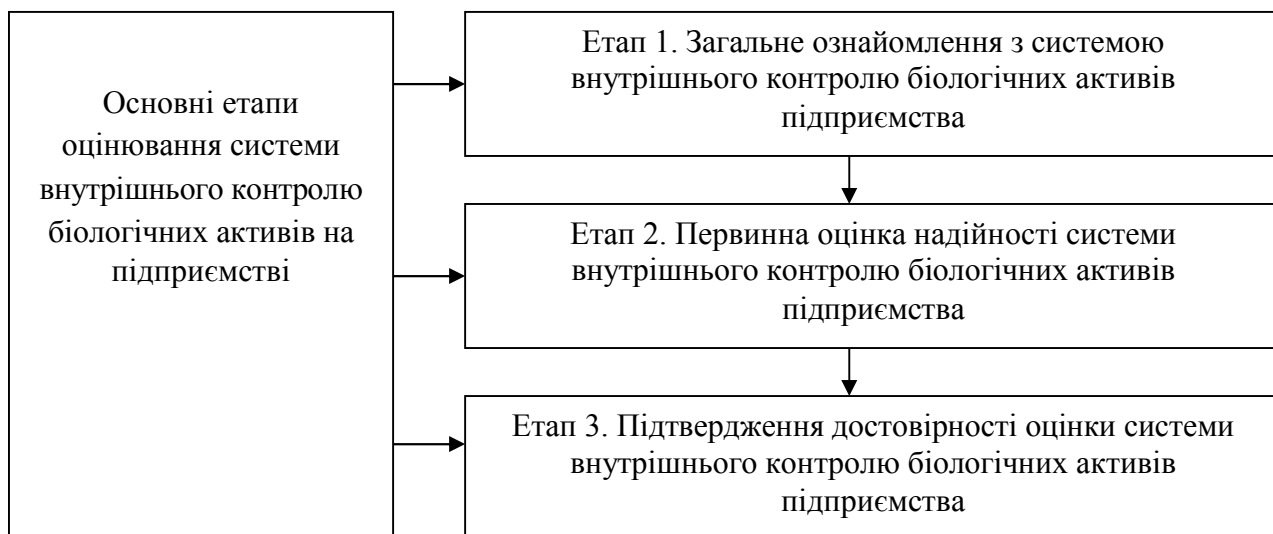 Основні етапи
оцінювання системи
внутрішнього контролю
біологічних активів на
підприємстві
Етап 1. Загальне ознайомлення з системою
внутрішнього контролю біологічних активів
підприємства
Етап 2. Первинна оцінка надійності системи
внутрішнього контролю біологічних активів
підприємства
Етап 3. Підтвердження достовірності оцінки системи
внутрішнього контролю біологічних активів
підприємства